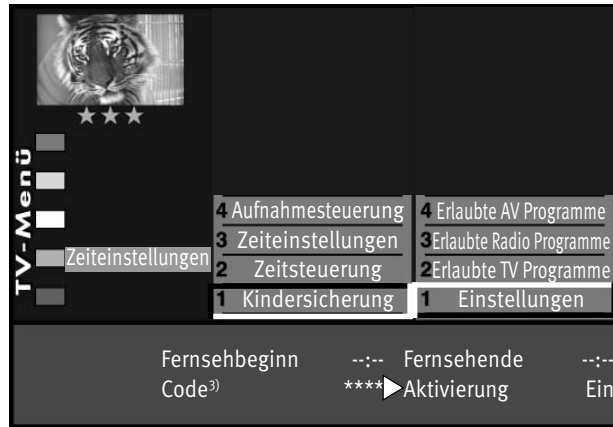 TV-Menü
Zeiteinstellungen
4 Aufnahmesteuerung
3 Zeiteinstellungen
2 Zeitsteuerung
1 Kindersicherung
4 Erlaubte AV Programme
3 Erlaubte Radio Programme
2 Erlaubte TV Programme
1 Einstellungen
Fernsehbeginn --:-- Fernsehende --:--
Code3) **** Aktivierung Ein